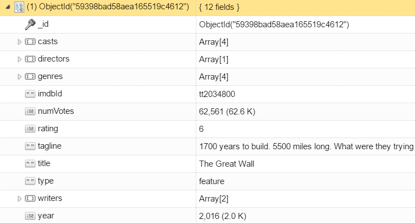 (1) ObjectId("59398bad58aea165519c4612") { 12 fields }
_id ObjectId("59398bad58aea165519c4612")
casts Array[4]
directors Array[1]
genres Array[4]
imdbId tt2034800
numVotes 62,561 (62.6 K)
rating 6
tagline 1700 years to build. 5500 miles long. What were they trying
title The Great Wall
type feature
writers Array[2]
year 2,016 (2.0 K)